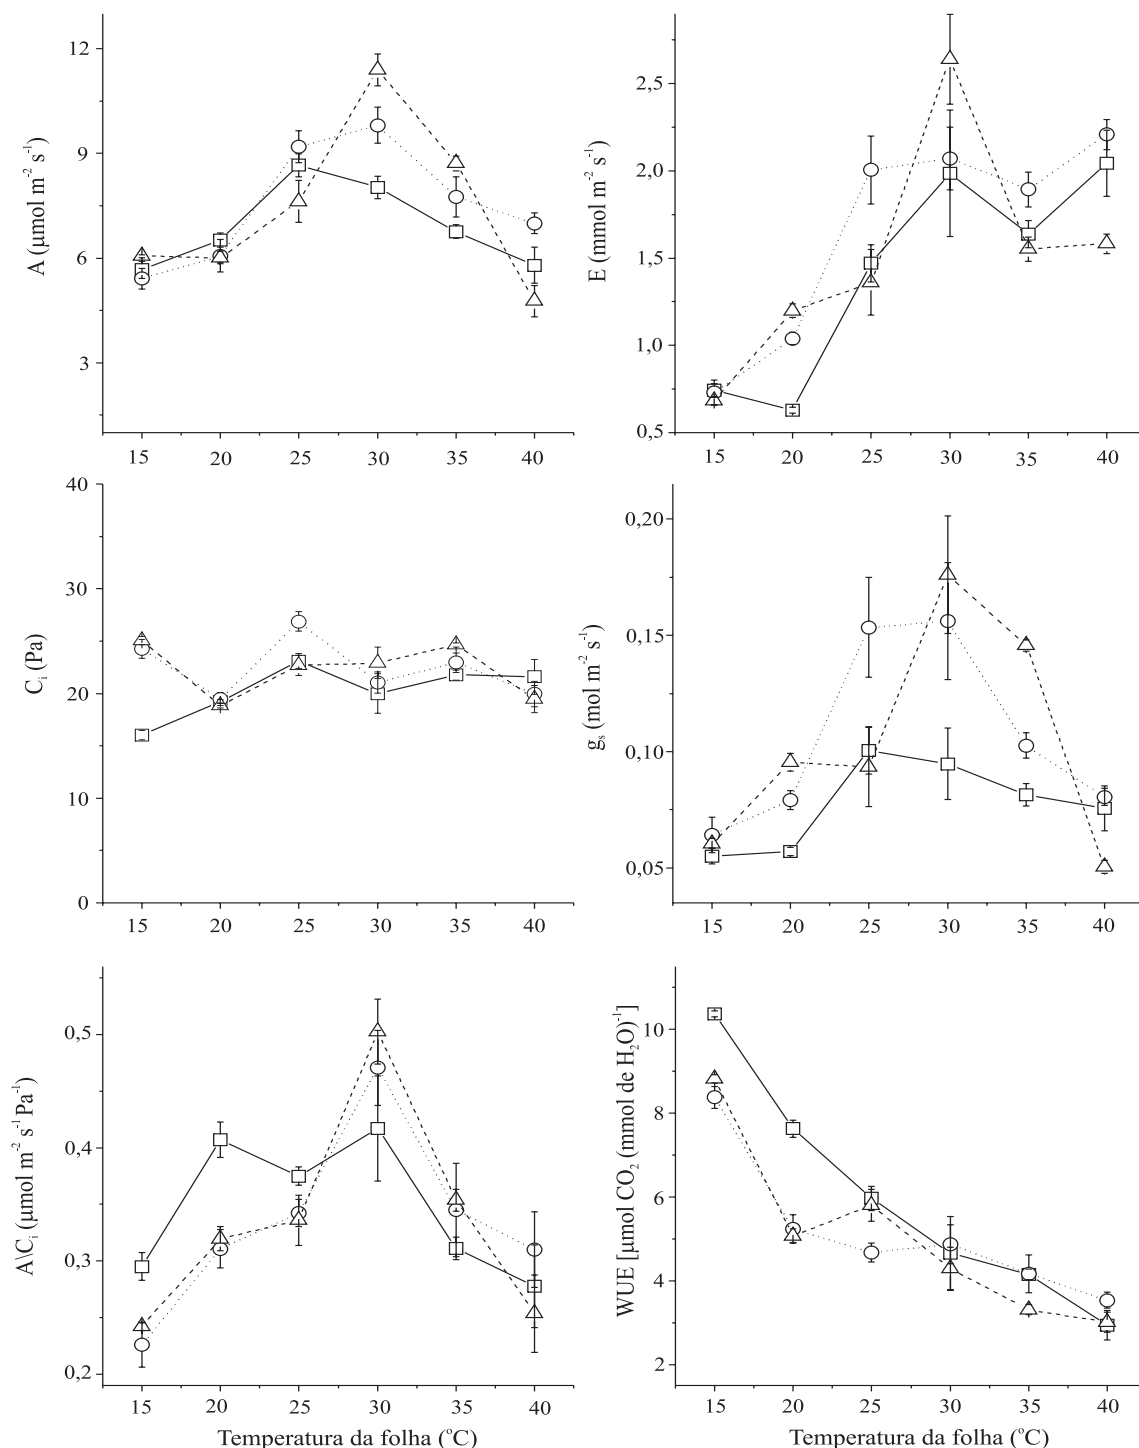 12
9
6
3
A (µmol m⁻² s⁻¹)
15 20 25 30 35 40
2,5
2,0
1,5
1,0
0,5
E (mmol m⁻² s⁻¹)
15 20 25 30 35 40
40
30
20
10
0
Cᵢ (Pa)
15 20 25 30 35 40
0,20
0,15
0,10
0,05
gₛ (mol m⁻² s⁻¹)
15 20 25 30 35 40
0,5
0,4
0,3
0,2
A\Cᵢ (µmol m⁻² s⁻¹Pa⁻¹)
15 20 25 30 35 40
Temperatura da folha (°C)
10
8
6
4
2
WUE [µmol CO₂ (mmol de H₂O)⁻¹]
15 20 25 30 35 40
Temperatura da folha (°C)